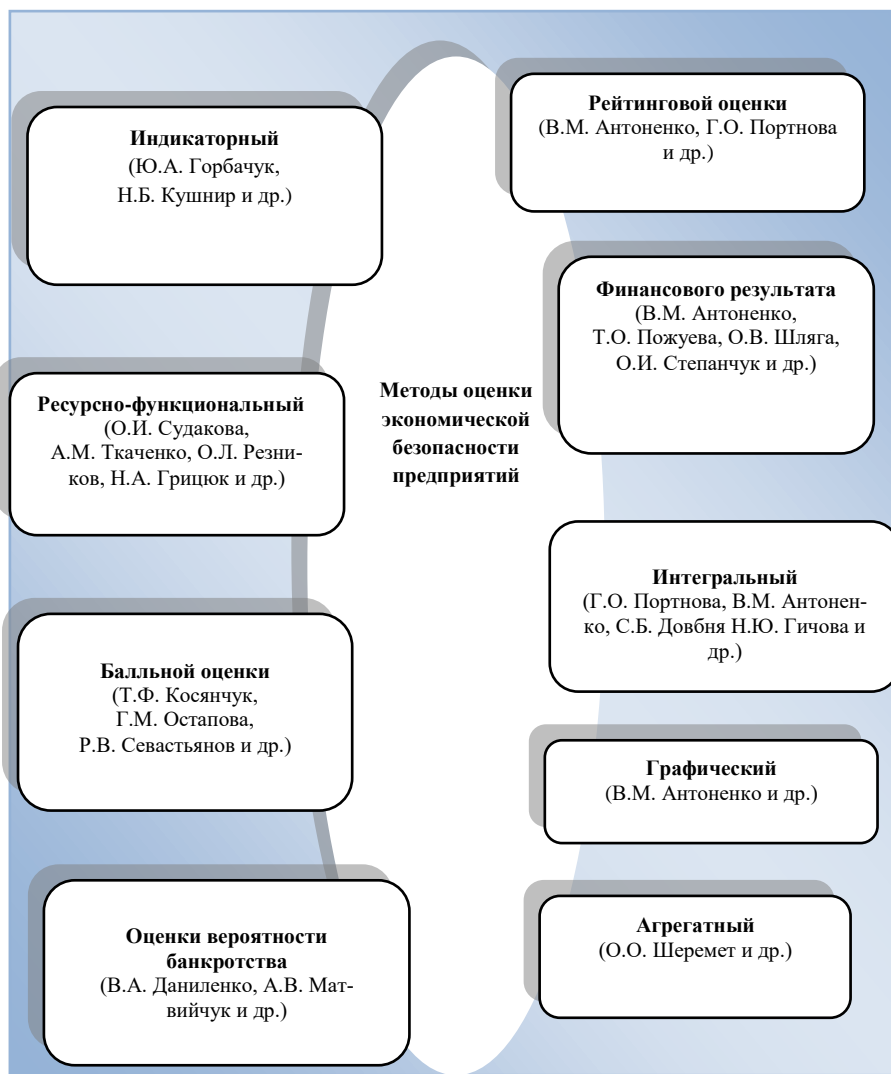 Индикаторный
(Ю.А. Горбачук,
Н.Б. Кушнир и др.)
Ресурсно-функциональный
(О.И. Судакова,
А.М. Ткаченко, О.Л. Резни-
ков, Н.А. Грицюк и др.)
Балльной оценки
(Т.Ф. Косянчук,
Г.М. Остапова,
Р.В. Севастьянов и др.)
Оценки вероятности
банкротства
(В.А. Даниленко, А.В. Мат-
вийчук и др.)
Методы оценки
экономической
безопасности
предприятий
Рейтинговой оценки
(В.М. Антоненко, Г.О. Портнова
и др.)
Финансового результата
(В.М. Антоненко,
Т.О. Пожуева, О.В. Шляга,
О.И. Степанчук и др.)
Интегральный
(Г.О. Портнова, В.М. Антонен-
ко, С.Б. Довбня Н.Ю. Гичова и
др.)
Графический
(В.М. Антоненко и др.)
Агрегатный
(О.О. Шеремет и др.)